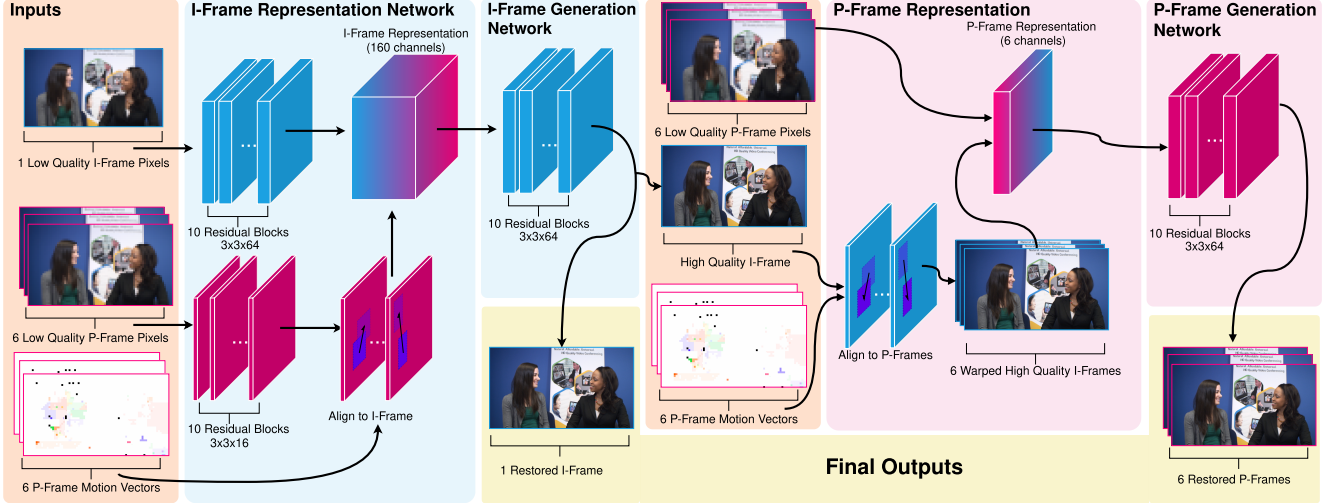 Inputs
1 Low Quality I-Frame Pixels
6 Low Quality P-Frame Pixels
6 P-Frame Motion Vectors
I-Frame Representation Network
I-Frame Representation
(160 channels)
10 Residual Blocks
3x3x64
10 Residual Blocks
3x3x16
Align to I-Frame
I-Frame Generation
Network
10 Residual Blocks
3x3x64
1 Restored I-Frame
6 Low Quality P-Frame Pixels
High Quality I-Frame
6 P-Frame Motion Vectors
P-Frame Representation
P-Frame Representation
(6 channels)
Align to P-Frames
6 Warped High Quality I-Frames
P-Frame Generation
Network
10 Residual Blocks
3x3x64
6 Restored P-Frames
Final Outputs